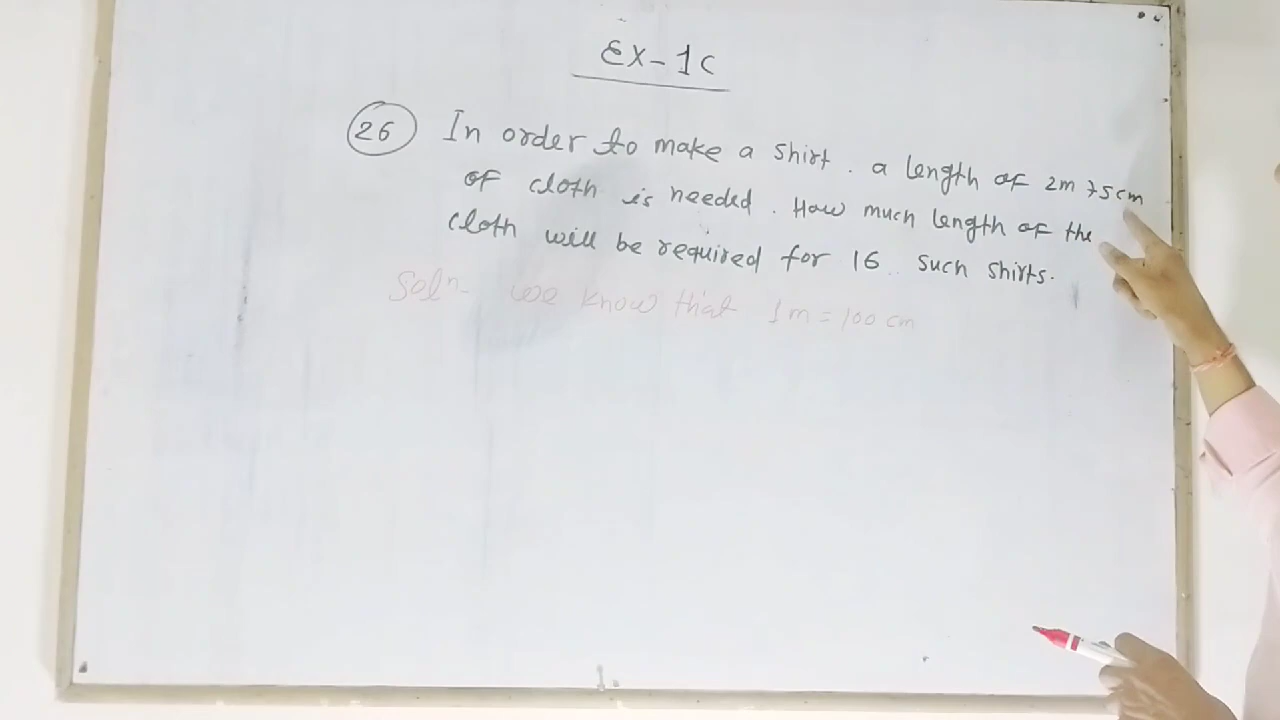 Ex-1c
26 In order to make a shirt. a length of 2m 75cm
of cloth is needed. How much length of the
cloth will be required for 16 such shirts.
Solⁿ- we know that 1m = 100 cm